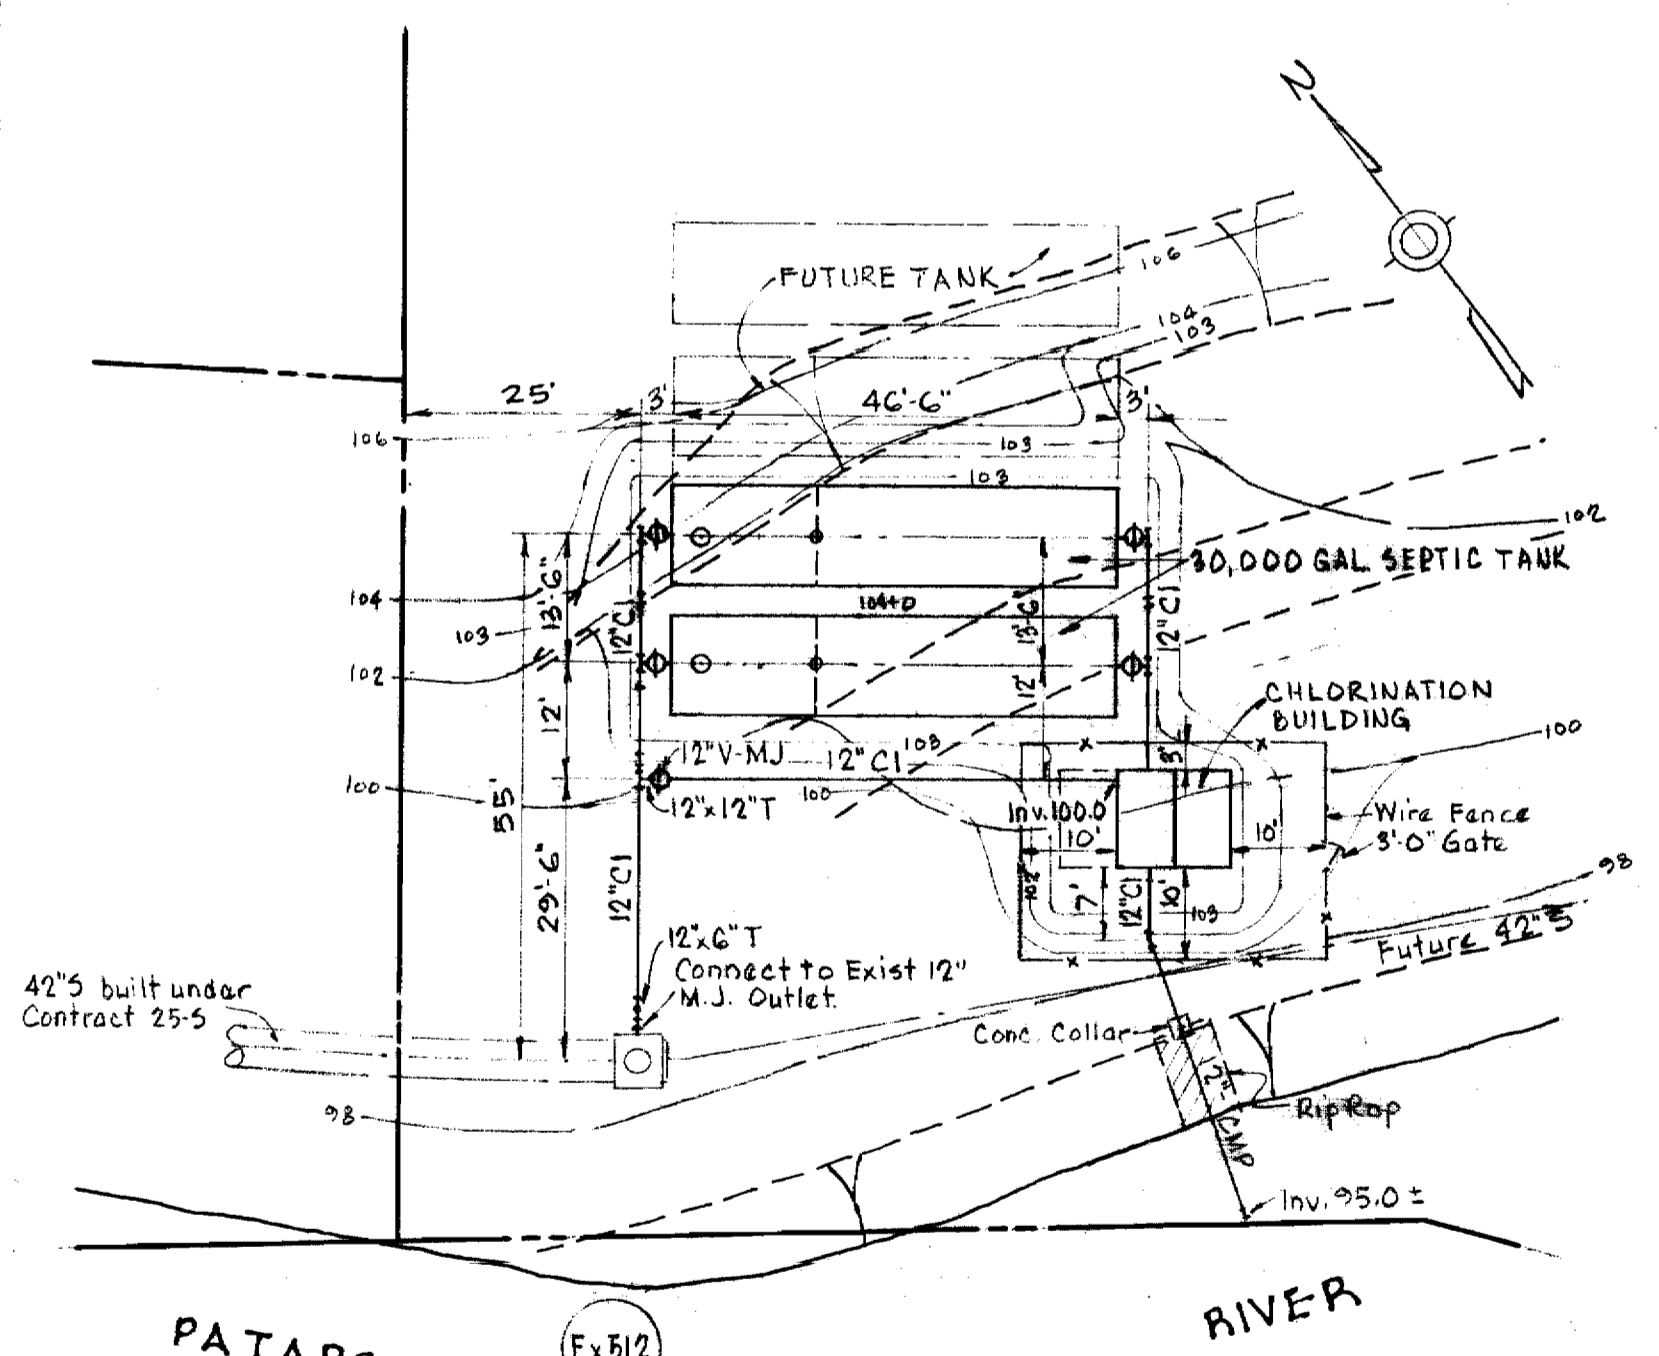 N
FUTURE TANK
106
104
103
25'
3'
46'-6"
3'
106
103
103
102
30,000 GAL SEPTIC TANK
104
103
102
13'-6"
12"CI
104+0
13'-6"
12"CI
12'
12'
CHLORINATION
BUILDING
100
12"V-MJ
12" CI
103
3'
100
55'
12"x12"T
100
Inv. 100.0
10'
10'
Wire Fence
3'-0" Gate
98
29'-6"
12"CI
102
7'
12"CI
10'
103
12"x6"T
Connect to Exist 12"
M.J. Outlet.
Future 42"S
42"S built under
Contract 25-S
Conc. Collar
12"
CMP
RipRap
98
Inv. 95.0 ±
RIVER
Ex 512